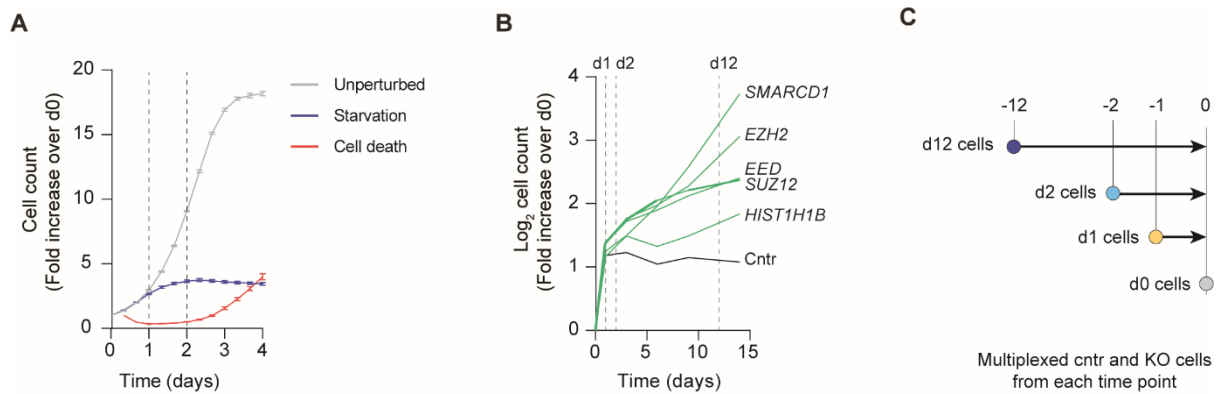 A
Cell count
(Fold increase over d0)
20
15
10
5
0
0
1
2
3
4
Time (days)
Unperturbed
Starvation
Cell death
B
Log2 cell count
(Fold increase over d0)
d1
d2
d12
4
3
2
1
0
0
5
10
15
Time (days)
SMARCD1
EZH2
EED
SUZ12
HIST1H1B
Cntr
C
-12
-2
-1
0
d12 cells
d2 cells
d1 cells
d0 cells
Multiplexed cntr and KO cells
from each time point